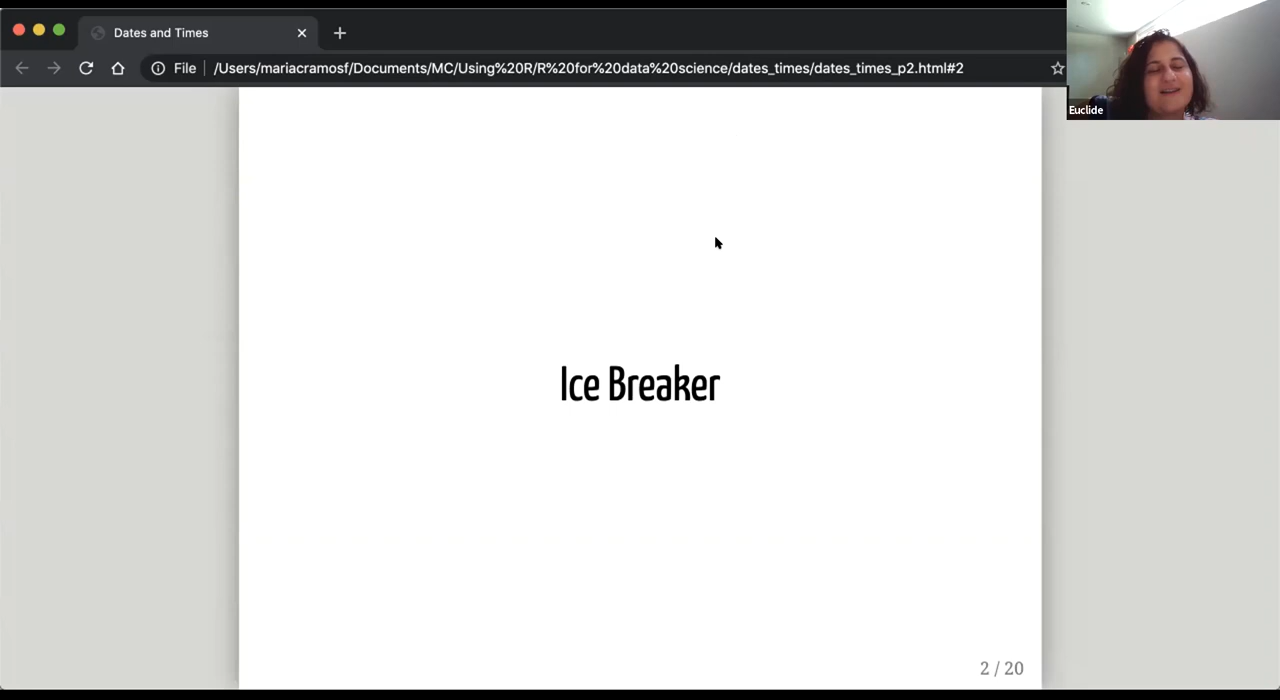 Dates and Times
File
/Users/mariacramosf/Documents/MC/Using%20R/R%20for%20data%20science/dates_times/dates_times_p2.html#2
Euclide
Ice Breaker
2 / 20